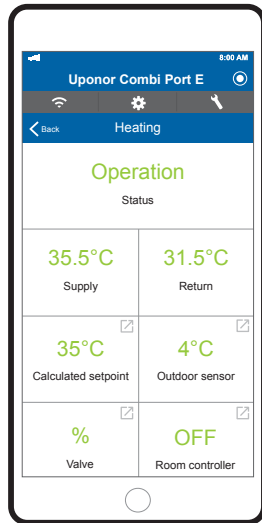 8:00 AM
Uponor Combi Port E
Back
Heating
Operation
Status
35.5°C
31.5°C
Supply
Return
35°C
4°C
Calculated setpoint
Outdoor sensor
%
OFF
Valve
Room controller